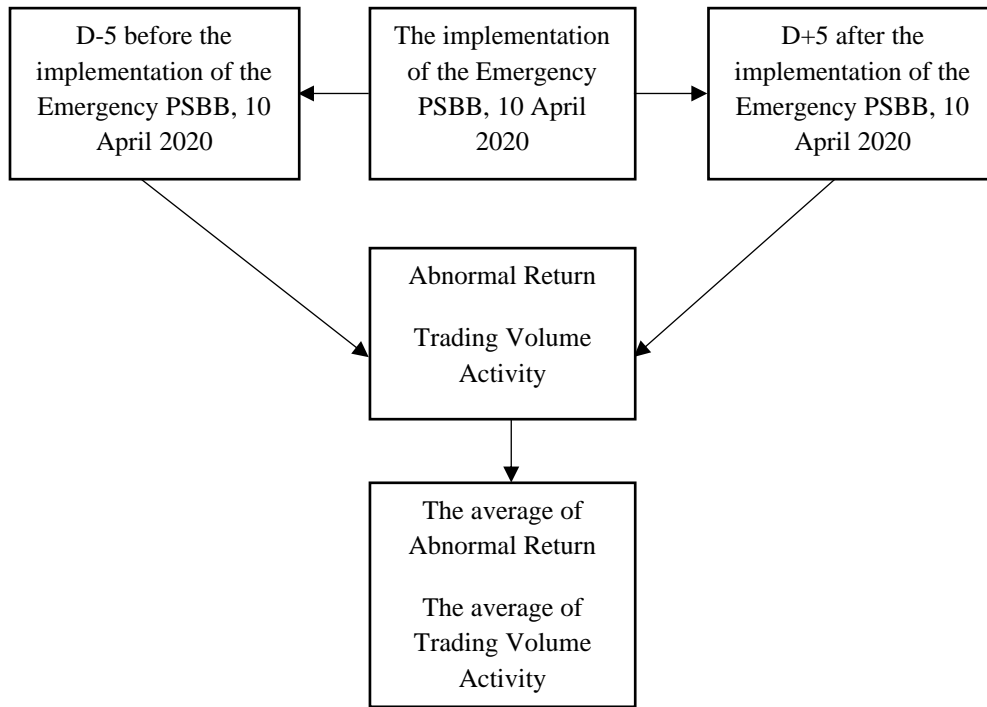 D-5 before the
implementation of the
Emergency PSBB, 10
April 2020
The implementation
of the Emergency
PSBB, 10 April
2020
D+5 after the
implementation of the
Emergency PSBB, 10
April 2020
Abnormal Return
Trading Volume
Activity
The average of
Abnormal Return
The average of
Trading Volume
Activity